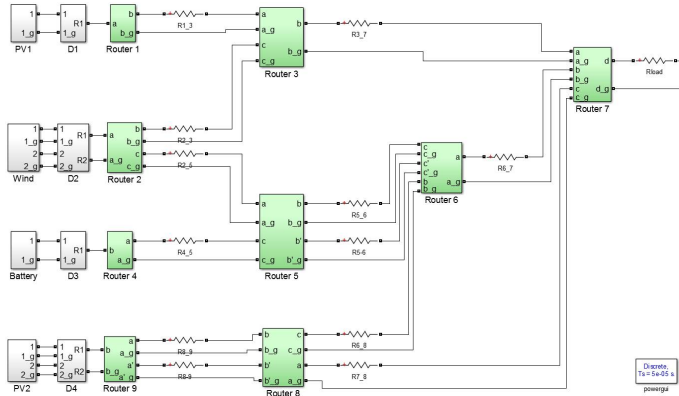 1
1_g
PV1
1
1_g
R1
D1
a
b
b_g
Router 1
R1_3
a
a_g
c
c_g
b
b_g
Router 3
R3_7
a
a_g
b
b_g
c
c_g
d
d_g
Router 7
Rload
1
1_g
2
2_g
Wind
1
1_g
2
2_g
R1
R2
D2
a
a_g
b
b_g
c
c_g
Router 2
R2_3
R2_5
c
c_g
c'
c'_g
b
b_g
a
a_g
Router 6
R6_7
a
a_g
c
c_g
b
b_g
b'
b'_g
Router 5
R5_6
R5-6
1
1_g
Battery
1
1_g
R1
D3
b
a
a_g
Router 4
R4_5
1
1_g
2
2_g
PV2
1
1_g
2
2_g
R1
R2
D4
b
b_g
a
a_g
a'
a'_g
Router 9
R8_9
R8-9
b
b_g
b'
b'_g
c
c_g
a
a_g
Router 8
R6_8
R7_8
Discrete,
Ts = 5e-05 s.
powergui